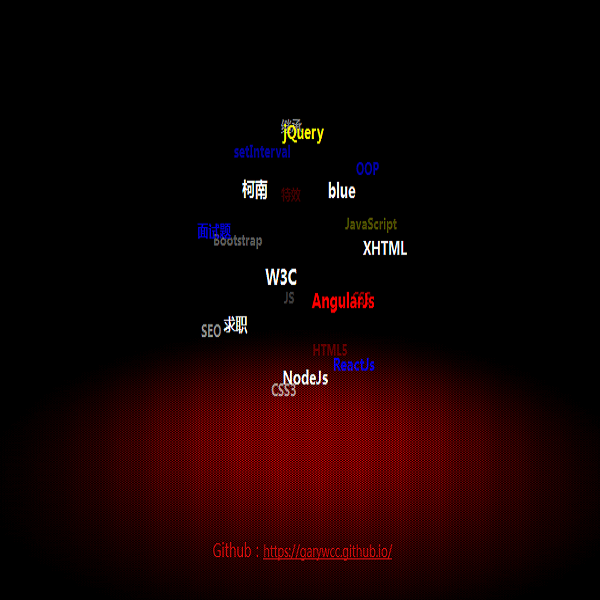 jQuery
setInterval
OOP
柯南
特效
blue
JavaScript
面试题
Bootstrap
XHTML
W3C
JS
AngularJs
求职
SEO
HTML5
ReactJs
NodeJs
CSS3
Github : https://garywcc.github.io/